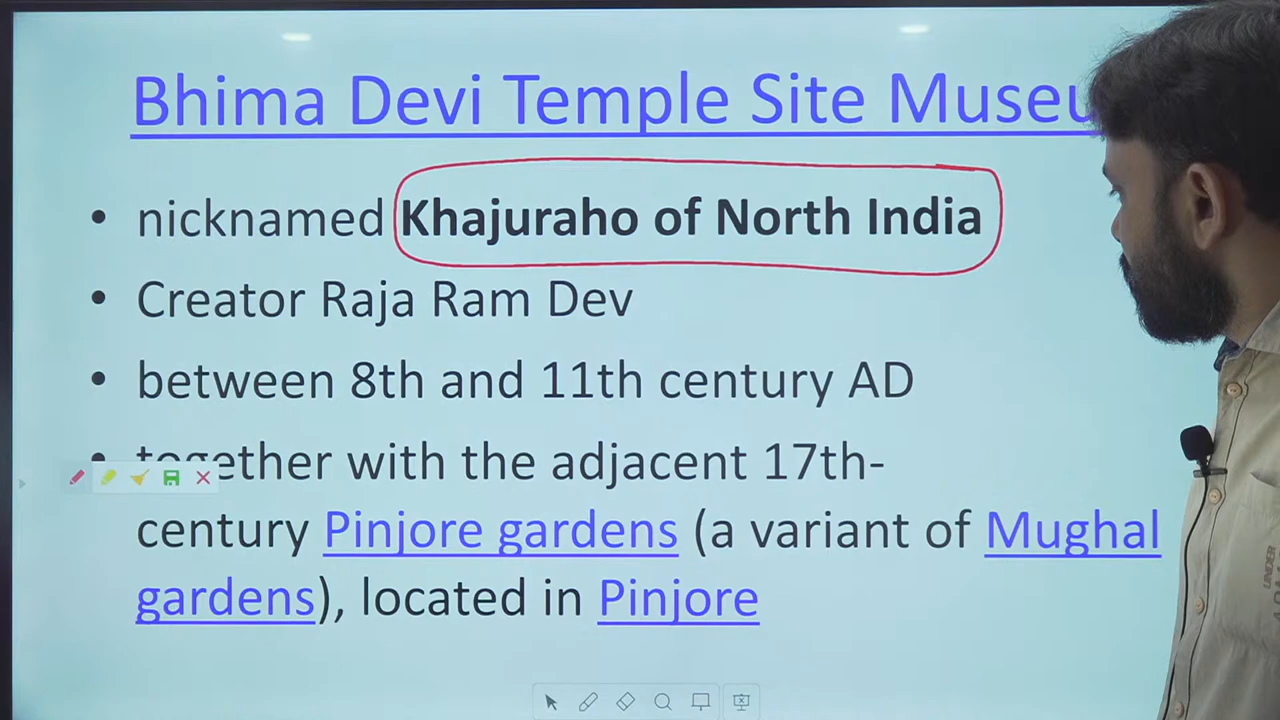 Bhima Devi Temple Site Museu
• nicknamed Khajuraho of North India
• Creator Raja Ram Dev
• between 8th and 11th century AD
• together with the adjacent 17th-
century Pinjore gardens (a variant of Mughal
gardens), located in Pinjore
UNDER